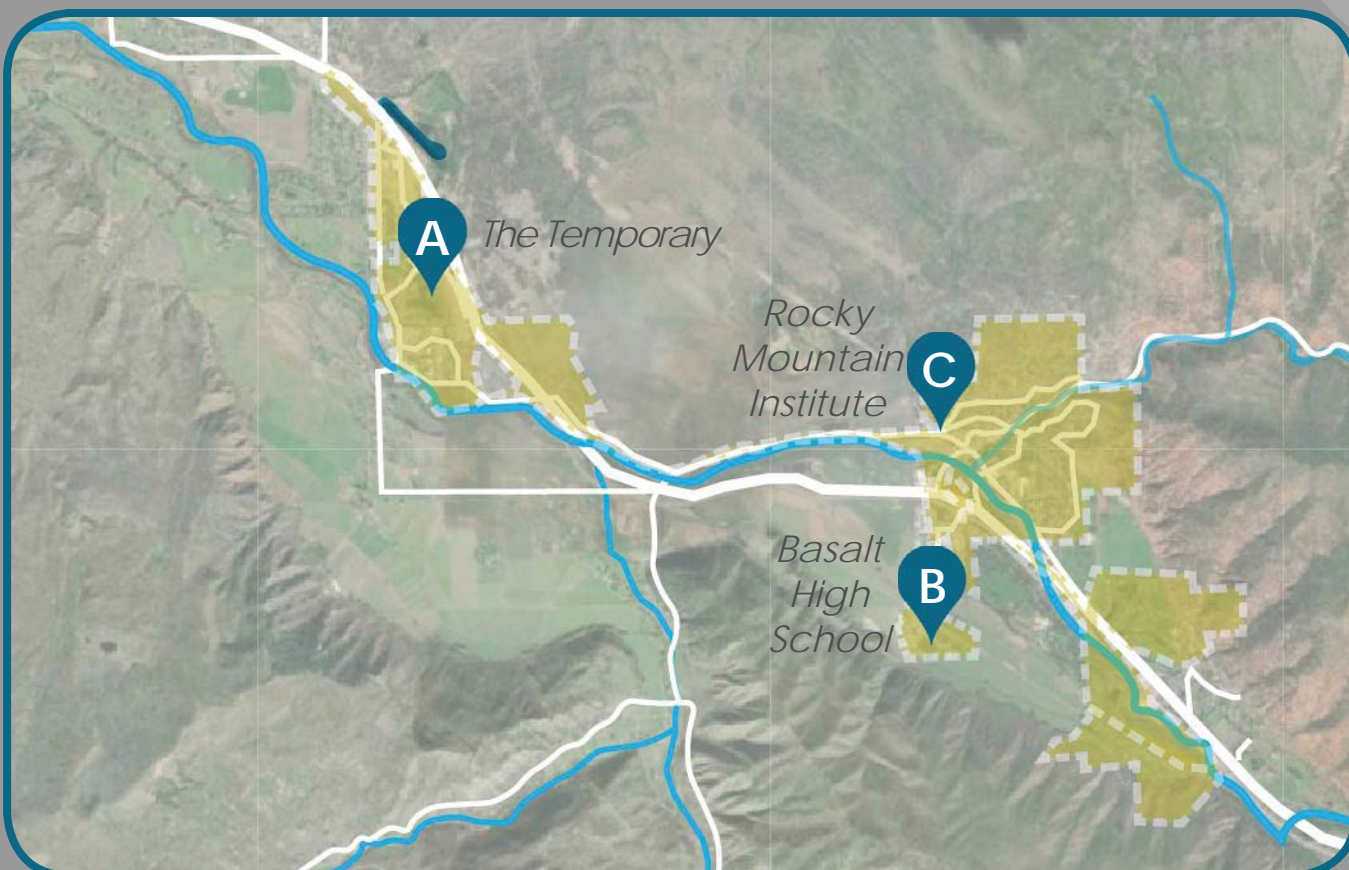 A
The Temporary
Rocky
Mountain
Institute
C
Basalt
High
School
B